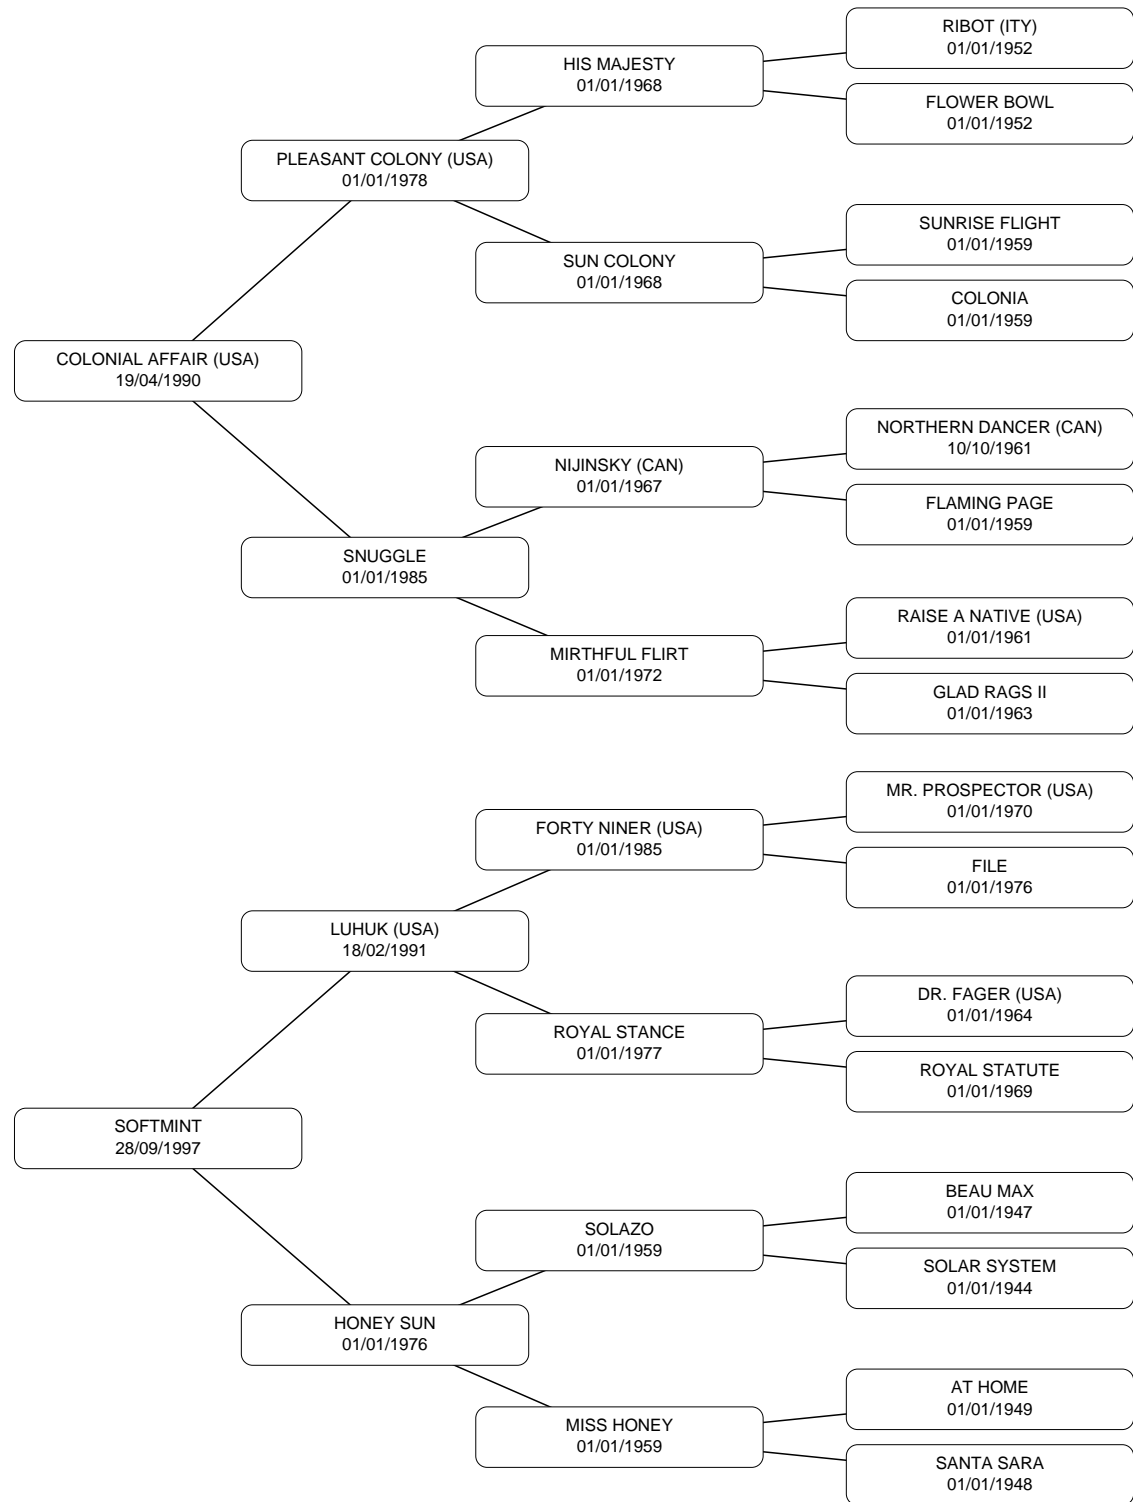 RIBOT (ITY)
01/01/1952
HIS MAJESTY
01/01/1968
FLOWER BOWL
01/01/1952
PLEASANT COLONY (USA)
01/01/1978
SUNRISE FLIGHT
01/01/1959
SUN COLONY
01/01/1968
COLONIA
01/01/1959
COLONIAL AFFAIR (USA)
19/04/1990
NORTHERN DANCER (CAN)
10/10/1961
NIJINSKY (CAN)
01/01/1967
FLAMING PAGE
01/01/1959
SNUGGLE
01/01/1985
RAISE A NATIVE (USA)
01/01/1961
MIRTHFUL FLIRT
01/01/1972
GLAD RAGS II
01/01/1963
MR. PROSPECTOR (USA)
01/01/1970
FORTY NINER (USA)
01/01/1985
FILE
01/01/1976
LUHUK (USA)
18/02/1991
DR. FAGER (USA)
01/01/1964
ROYAL STANCE
01/01/1977
ROYAL STATUTE
01/01/1969
SOFTMINT
28/09/1997
BEAU MAX
01/01/1947
SOLAZO
01/01/1959
SOLAR SYSTEM
01/01/1944
HONEY SUN
01/01/1976
AT HOME
01/01/1949
MISS HONEY
01/01/1959
SANTA SARA
01/01/1948